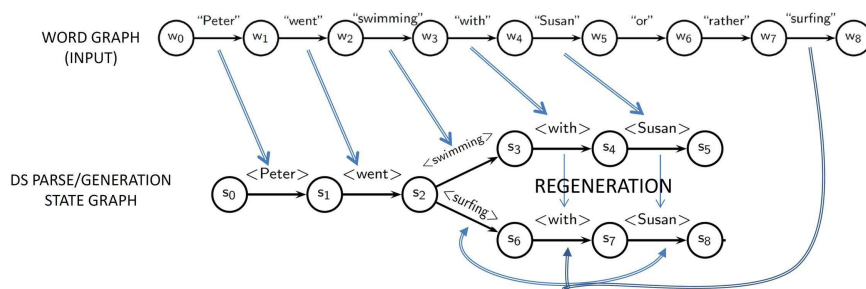 “Peter” “went” “swimming” “with” “Susan” “or” “rather” “surfing”
WORD GRAPH
(INPUT)
w0 w1 w2 w3 w4 w5 w6 w7 w8
<swimming> <with> <Susan>
s3 s4 s5
DS PARSE/GENERATION
STATE GRAPH
<Peter> <went>
s0 s1 s2
REGENERATION
<surfing> <with> <Susan>
s6 s7 s8